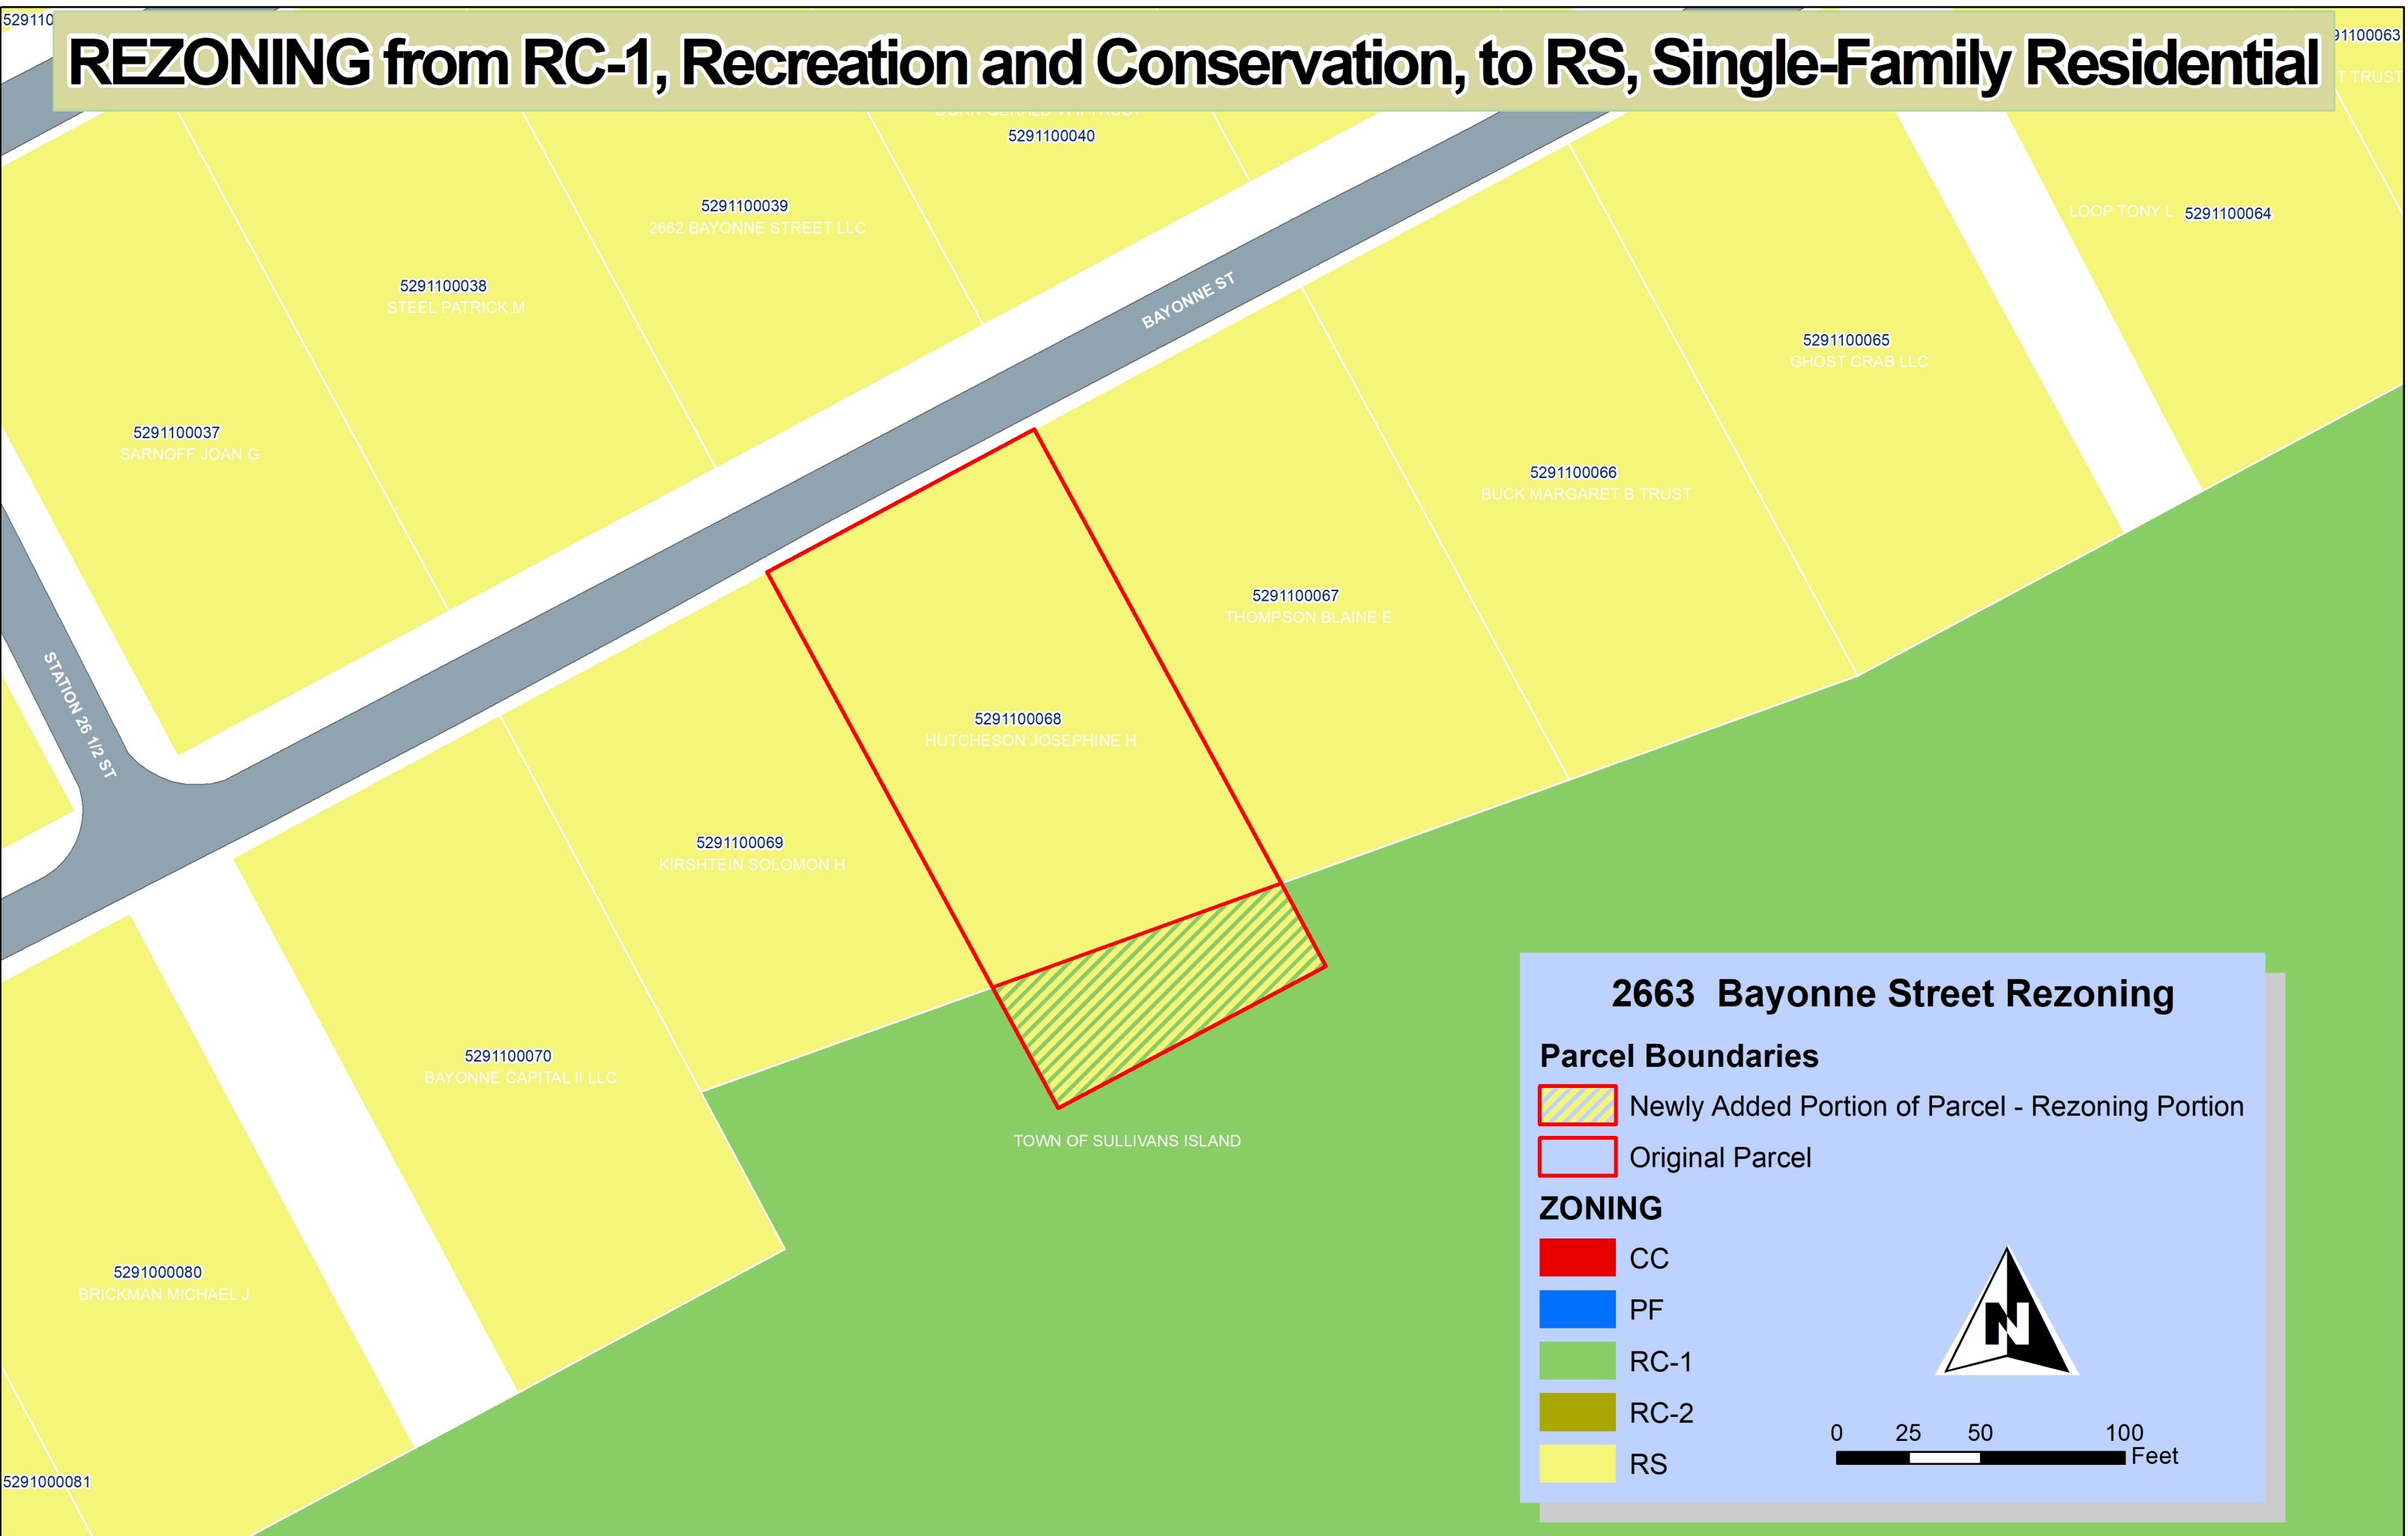 529110
REZONING from RC-1, Recreation and Conservation, to RS, Single-Family Residential
91100063
T TRUST
5291100040
5291100039
2662 BAYONNE STREET LLC
LOOP TONY L 5291100064
5291100038
STEEL PATRICK M
BAYONNE ST
5291100065
GHOST CRAB LLC
5291100037
SARNOFF JOAN G
5291100066
BUCK MARGARET B TRUST
5291100067
THOMPSON BLAINE E
STATION 26 1/2 ST
5291100068
HUTCHESON JOSEPHINE H
5291100069
KIRSHTEIN SOLOMON H
5291100070
BAYONNE CAPITAL II LLC
TOWN OF SULLIVANS ISLAND
5291000080
BRICKMAN MICHAEL J
5291000081
2663 Bayonne Street Rezoning
Parcel Boundaries
Newly Added Portion of Parcel - Rezoning Portion
Original Parcel
ZONING
CC
PF
RC-1
RC-2
RS
N
0 25 50 100
Feet